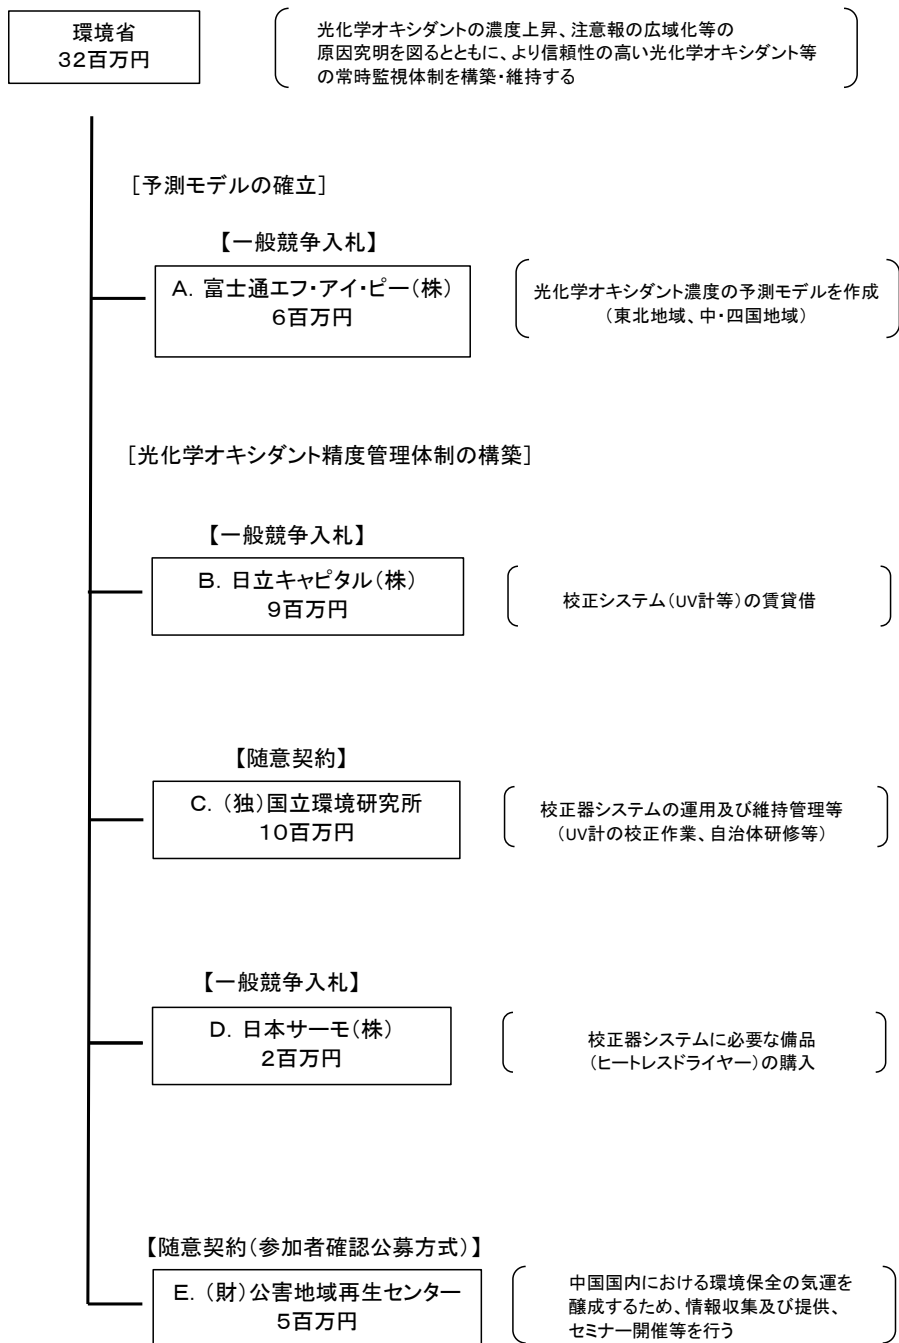 環境省
32百万円
光化学オキシダントの濃度上昇、注意報の広域化等の
原因究明を図るとともに、より信頼性の高い光化学オキシダント等
の常時監視体制を構築・維持する
[予測モデルの確立]
【一般競争入札】
A. 富士通エフ・アイ・ピー(株)
6百万円
光化学オキシダント濃度の予測モデルを作成
(東北地域、中・四国地域)
[光化学オキシダント精度管理体制の構築]
【一般競争入札】
B. 日立キャピタル(株)
9百万円
校正システム(UV計等)の賃貸借
【随意契約】
C. (独)国立環境研究所
10百万円
校正器システムの運用及び維持管理等
(UV計の校正作業、自治体研修等)
【一般競争入札】
D. 日本サーモ(株)
2百万円
校正器システムに必要な備品
(ヒートレスドライヤー)の購入
【随意契約(参加者確認公募方式)】
E. (財)公害地域再生センター
5百万円
中国国内における環境保全の気運を
醸成するため、情報収集及び提供、
セミナー開催等を行う